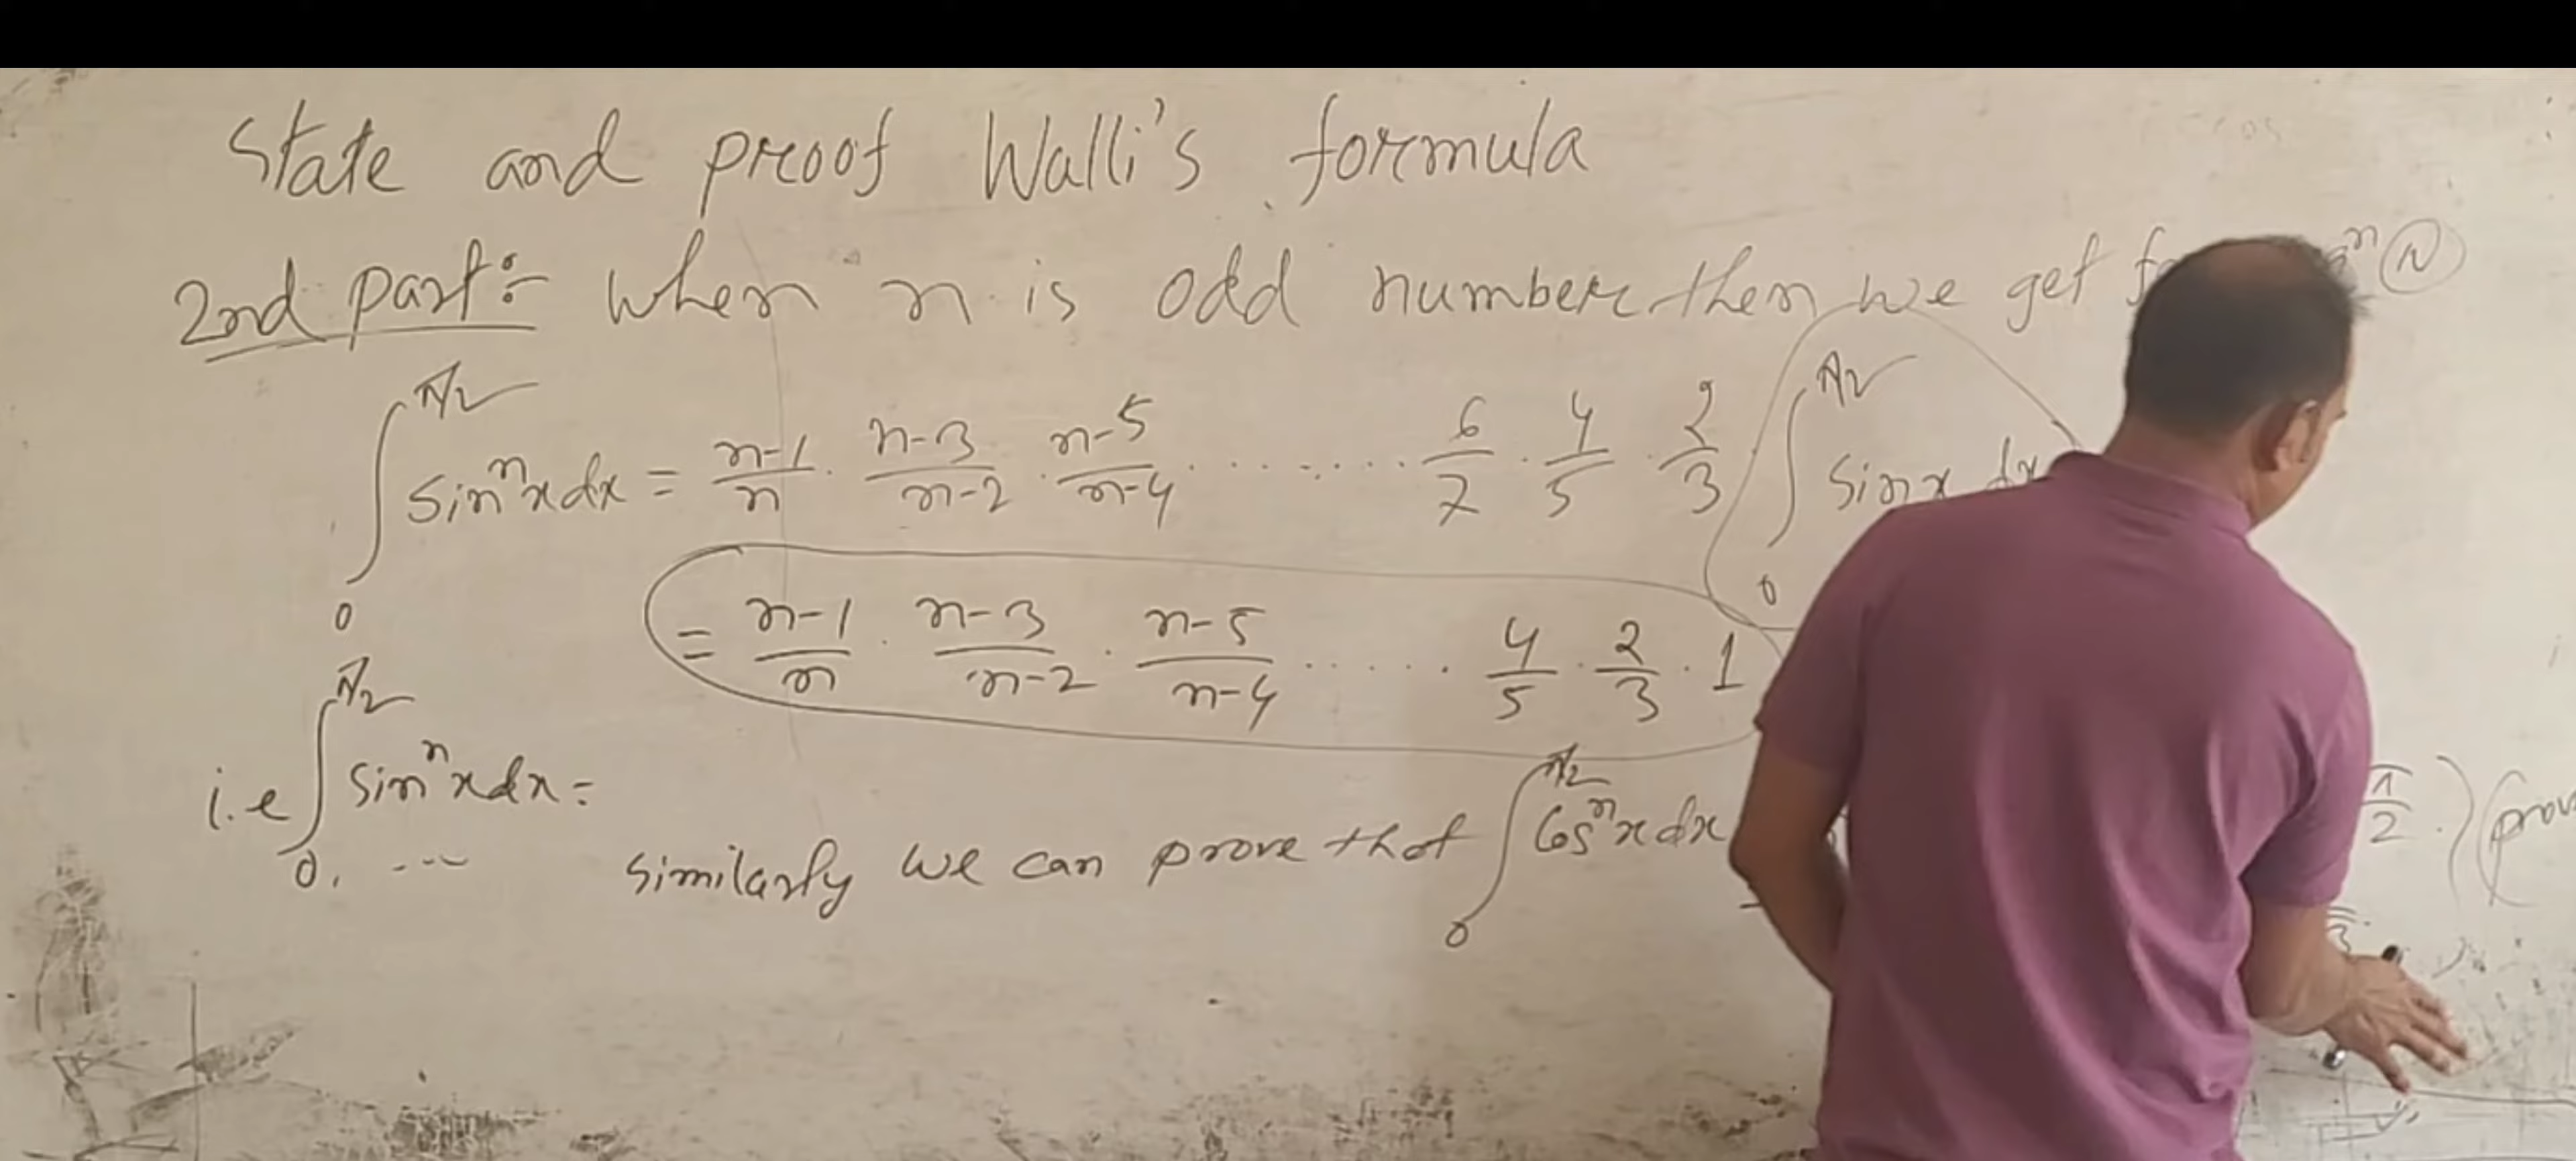 State and proof Walli's formula
2nd part:- When n is odd number then we get
∫₀^{π/2} sinⁿx dx = (n-1)/n · (n-3)/(n-2) · (n-5)/(n-4) ........ 6/7 · 4/5 · 2/3 · ∫₀^{π/2} sin x dx
= (n-1)/n · (n-3)/(n-2) · (n-5)/(n-4) ...... 4/5 · 2/3 · 1
i.e ∫₀^{π/2} sinⁿx dx =
similarly we can prove that ∫₀^{π/2} Cosⁿx dx